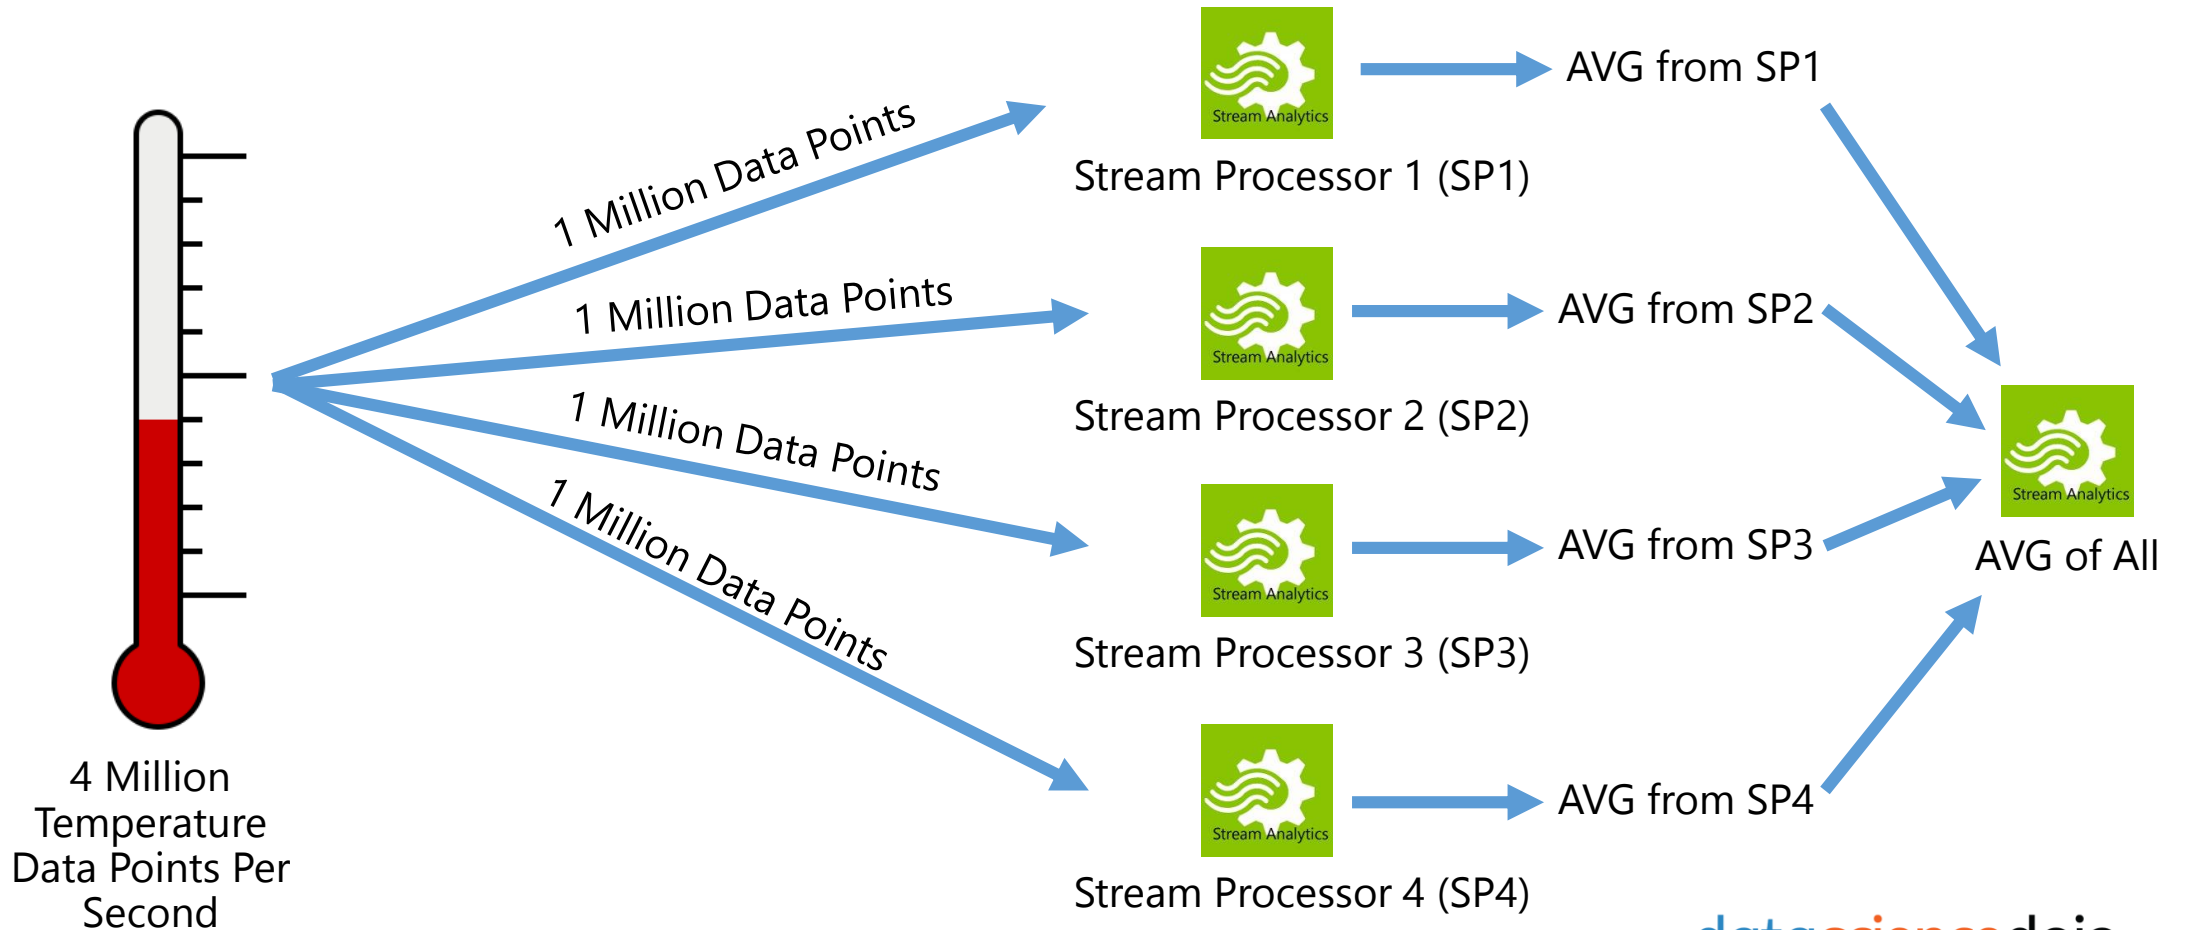 Stream Analytics
AVG from SP1
1 Million Data Points
Stream Processor 1 (SP1)
Stream Analytics
1 Million Data Points
AVG from SP2
Stream Processor 2 (SP2)
1 Million Data Points
Stream Analytics
AVG from SP3
Stream Processor 3 (SP3)
1 Million Data Points
Stream Analytics
AVG from SP4
Stream Processor 4 (SP4)
Stream Analytics
AVG of All
4 Million
Temperature
Data Points Per
Second
datasciencedojo